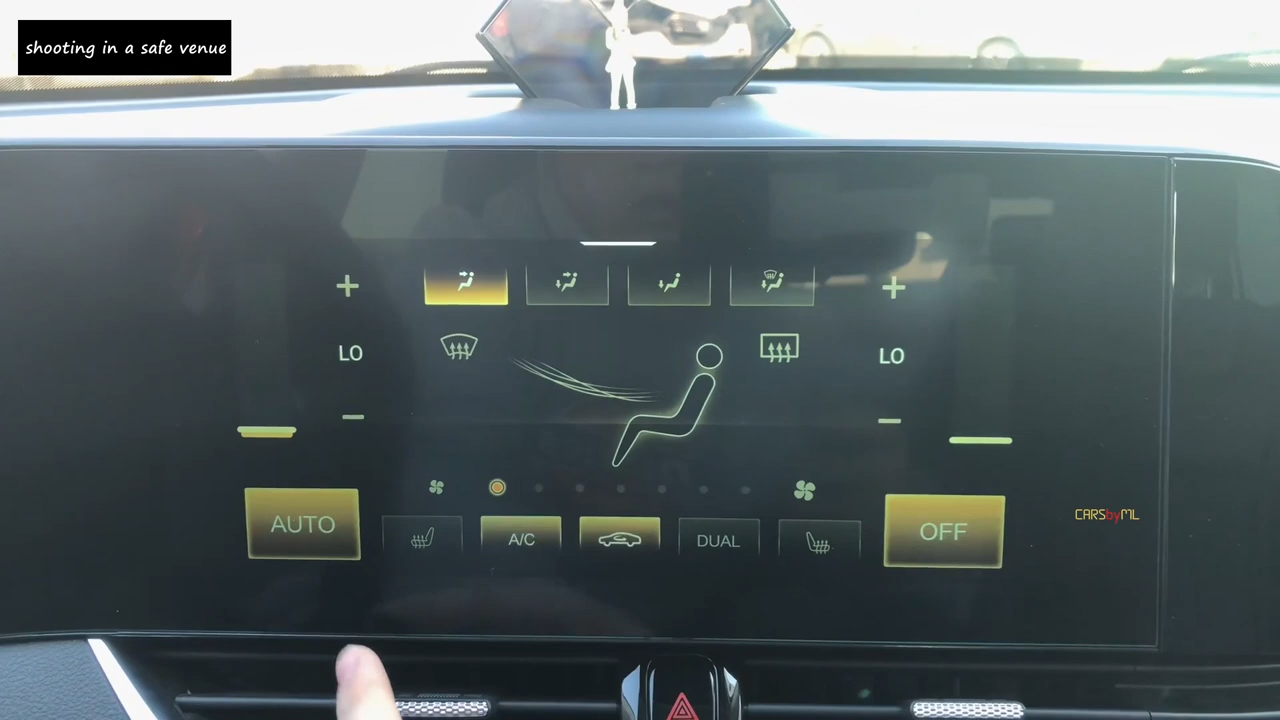 shooting in a safe venue
LO
LO
AUTO
A/C
DUAL
OFF
CARSbyML